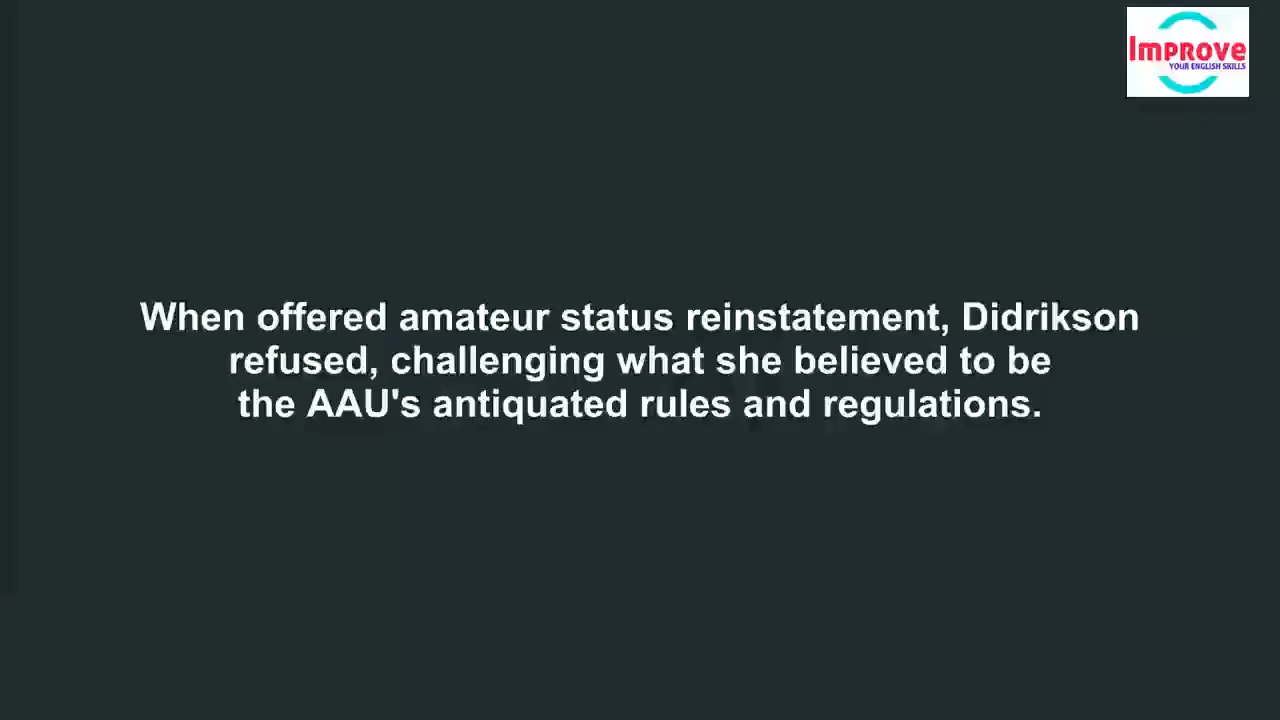 Improve
YOUR ENGLISH SKILLS
When offered amateur status reinstatement, Didrikson
refused, challenging what she believed to be
the AAU's antiquated rules and regulations.